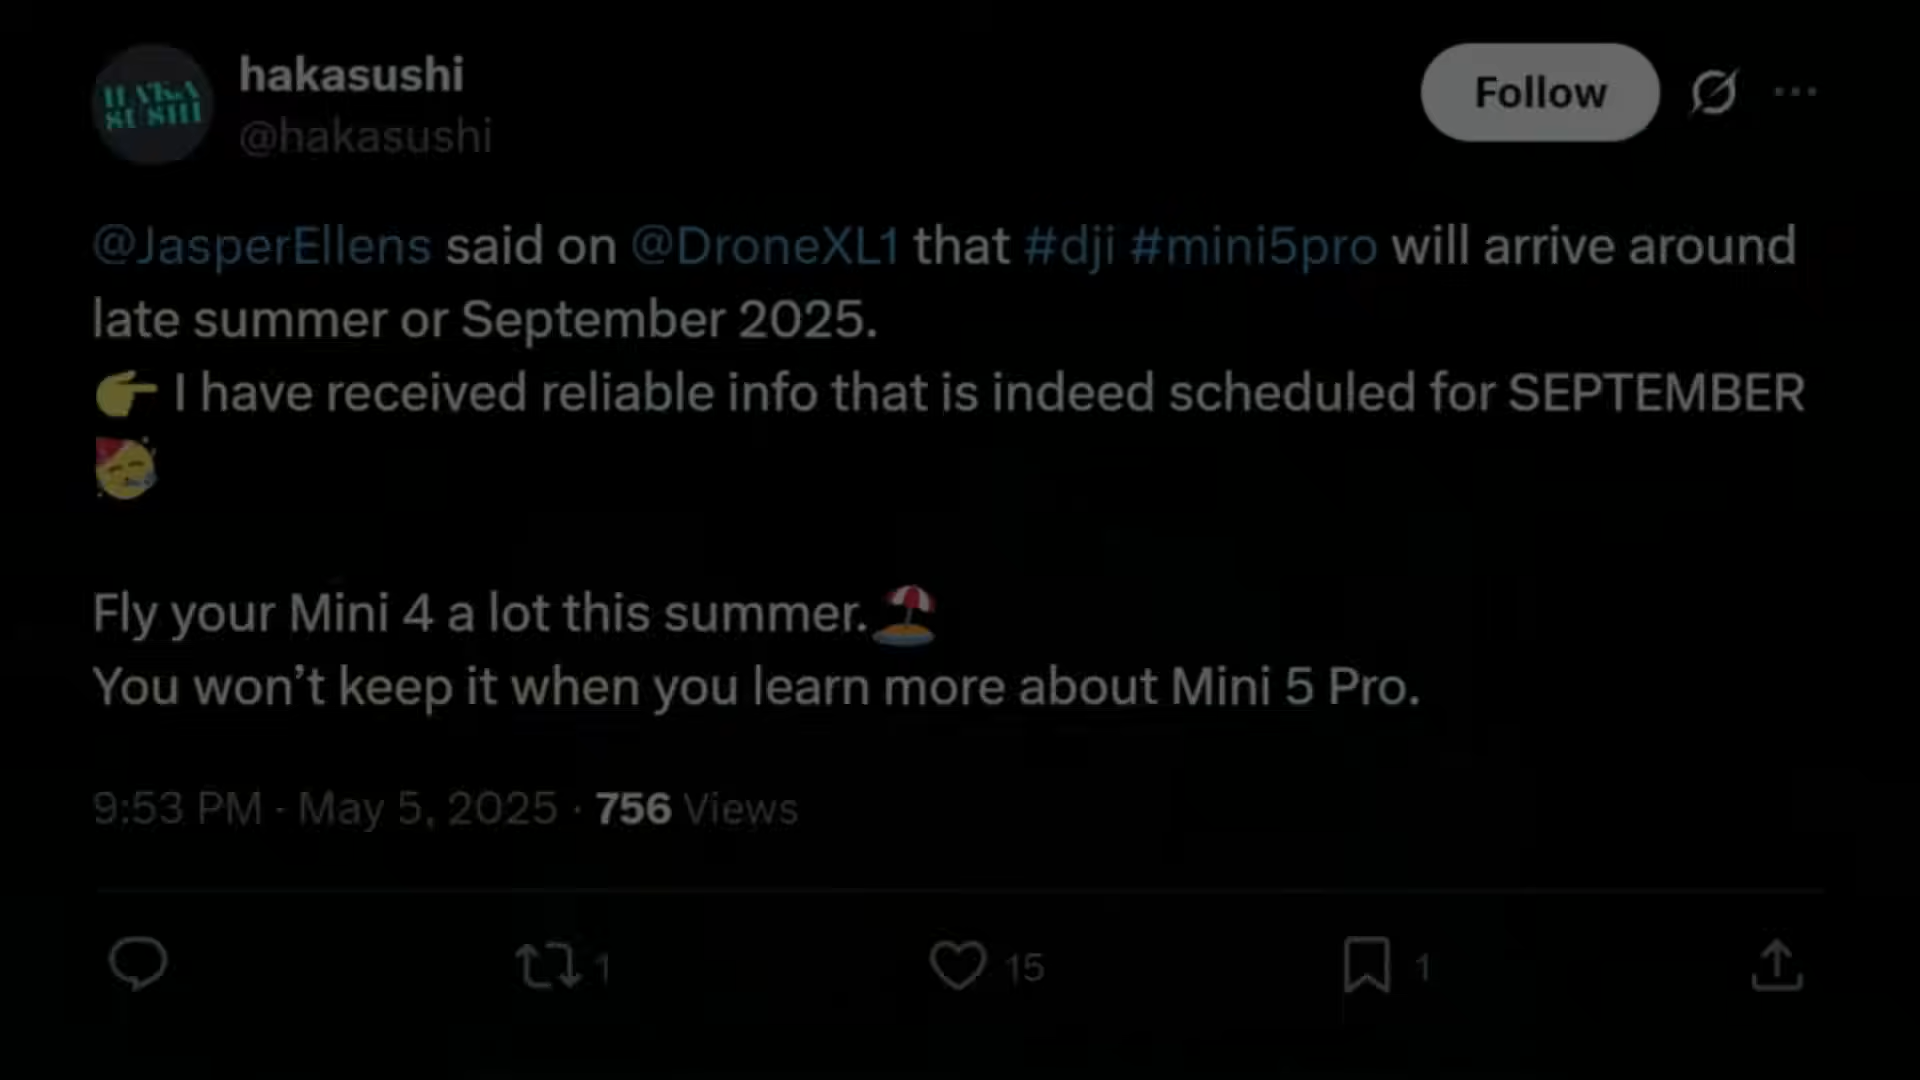 HAKA
SUSHI
hakasushi
@hakasushi
Follow
@JasperEllens said on @DroneXL1 that #dji #mini5pro will arrive around
late summer or September 2025.
👉 I have received reliable info that is indeed scheduled for SEPTEMBER
🥳
Fly your Mini 4 a lot this summer.🏖️
You won’t keep it when you learn more about Mini 5 Pro.
9:53 PM · May 5, 2025 · 756 Views
1
15
1